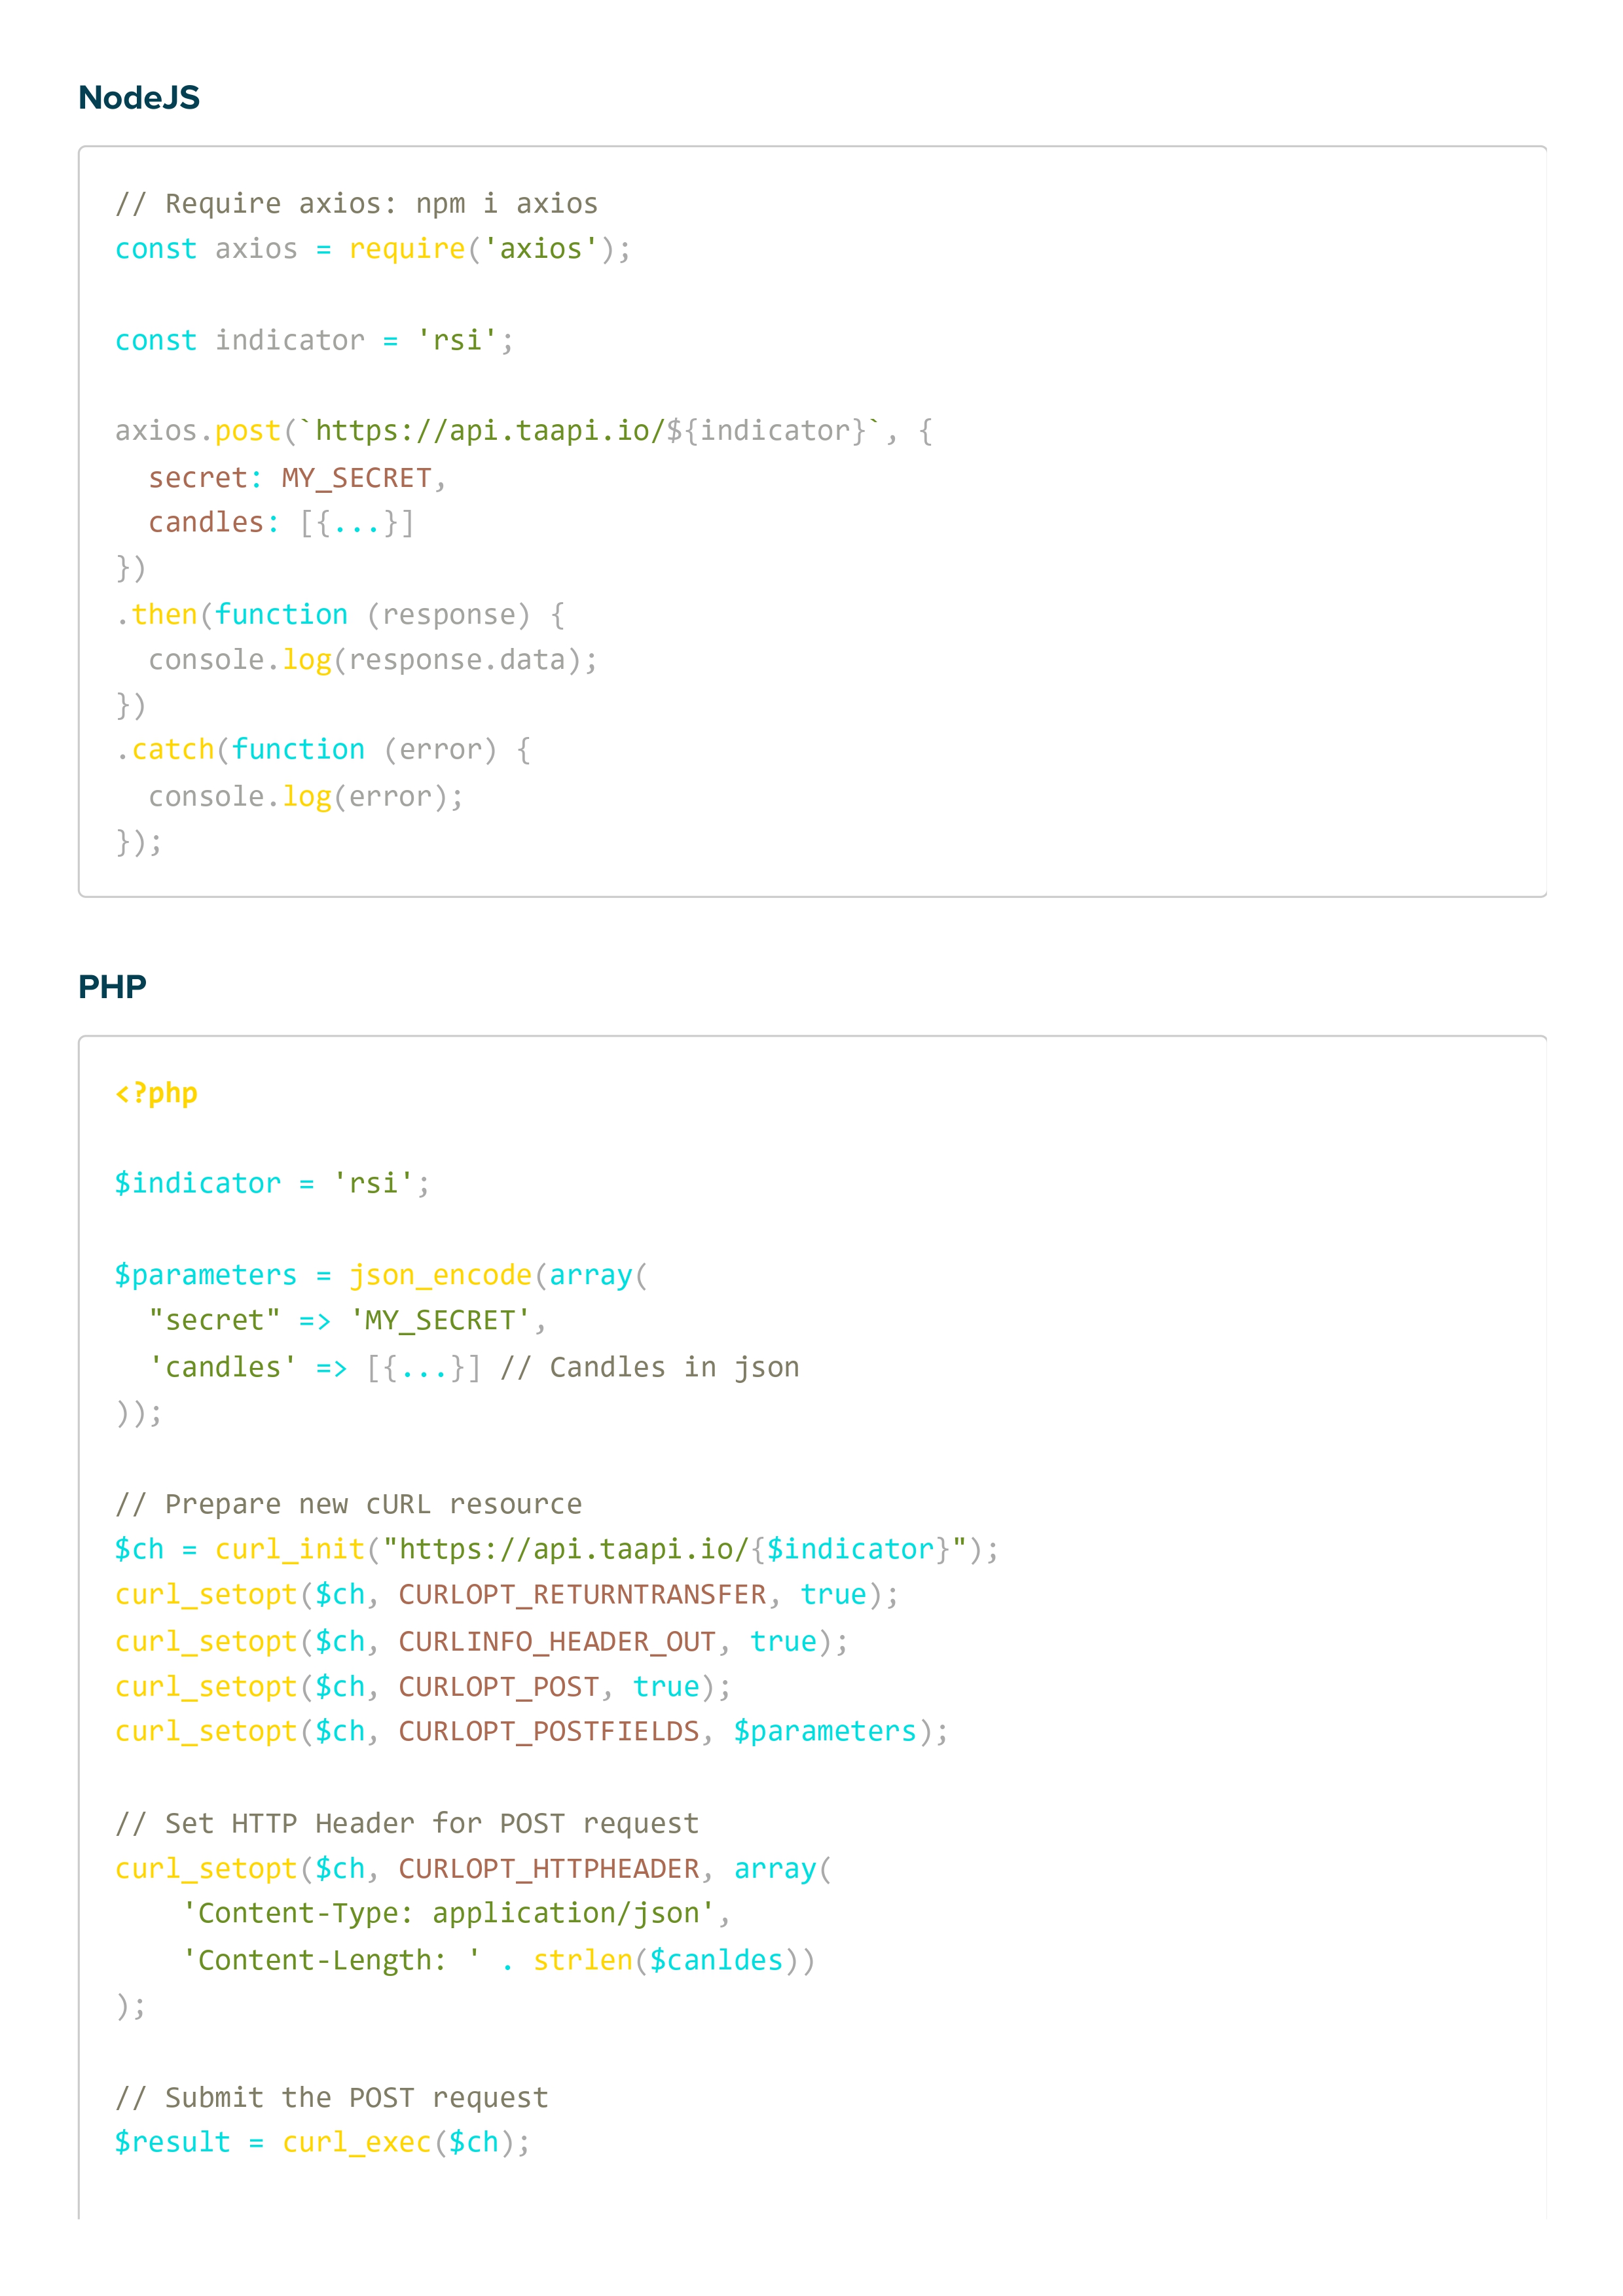 NodeJS
// Require axios: npm i axios
const axios = require('axios');
const indicator = 'rsi';
axios.post(`https://api.taapi.io/${indicator}`, {
  secret: MY_SECRET,
  candles: [{...}]
})
.then(function (response) {
  console.log(response.data);
})
.catch(function (error) {
  console.log(error);
});
PHP
<?php
$indicator = 'rsi';
$parameters = json_encode(array(
  "secret" => 'MY_SECRET',
  'candles' => [{...}] // Candles in json
));
// Prepare new cURL resource
$ch = curl_init("https://api.taapi.io/{$indicator}");
curl_setopt($ch, CURLOPT_RETURNTRANSFER, true);
curl_setopt($ch, CURLINFO_HEADER_OUT, true);
curl_setopt($ch, CURLOPT_POST, true);
curl_setopt($ch, CURLOPT_POSTFIELDS, $parameters);
// Set HTTP Header for POST request
curl_setopt($ch, CURLOPT_HTTPHEADER, array(
    'Content-Type: application/json',
    'Content-Length: ' . strlen($canldes))
);
// Submit the POST request
$result = curl_exec($ch);